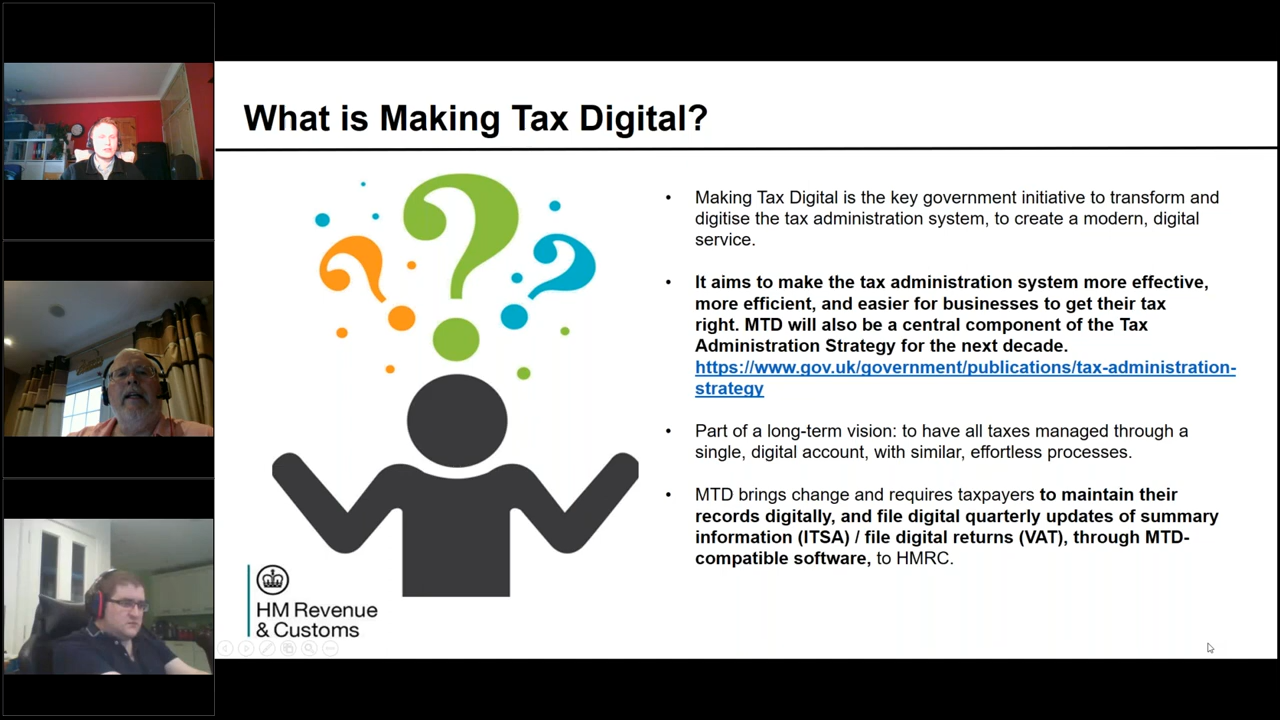 What is Making Tax Digital?
• Making Tax Digital is the key government initiative to transform and
digitise the tax administration system, to create a modern, digital
service.
• It aims to make the tax administration system more effective,
more efficient, and easier for businesses to get their tax
right. MTD will also be a central component of the Tax
Administration Strategy for the next decade.
https://www.gov.uk/government/publications/tax-administration-
strategy
• Part of a long-term vision: to have all taxes managed through a
single, digital account, with similar, effortless processes.
• MTD brings change and requires taxpayers to maintain their
records digitally, and file digital quarterly updates of summary
information (ITSA) / file digital returns (VAT), through MTD-
compatible software, to HMRC.
HM Revenue
& Customs